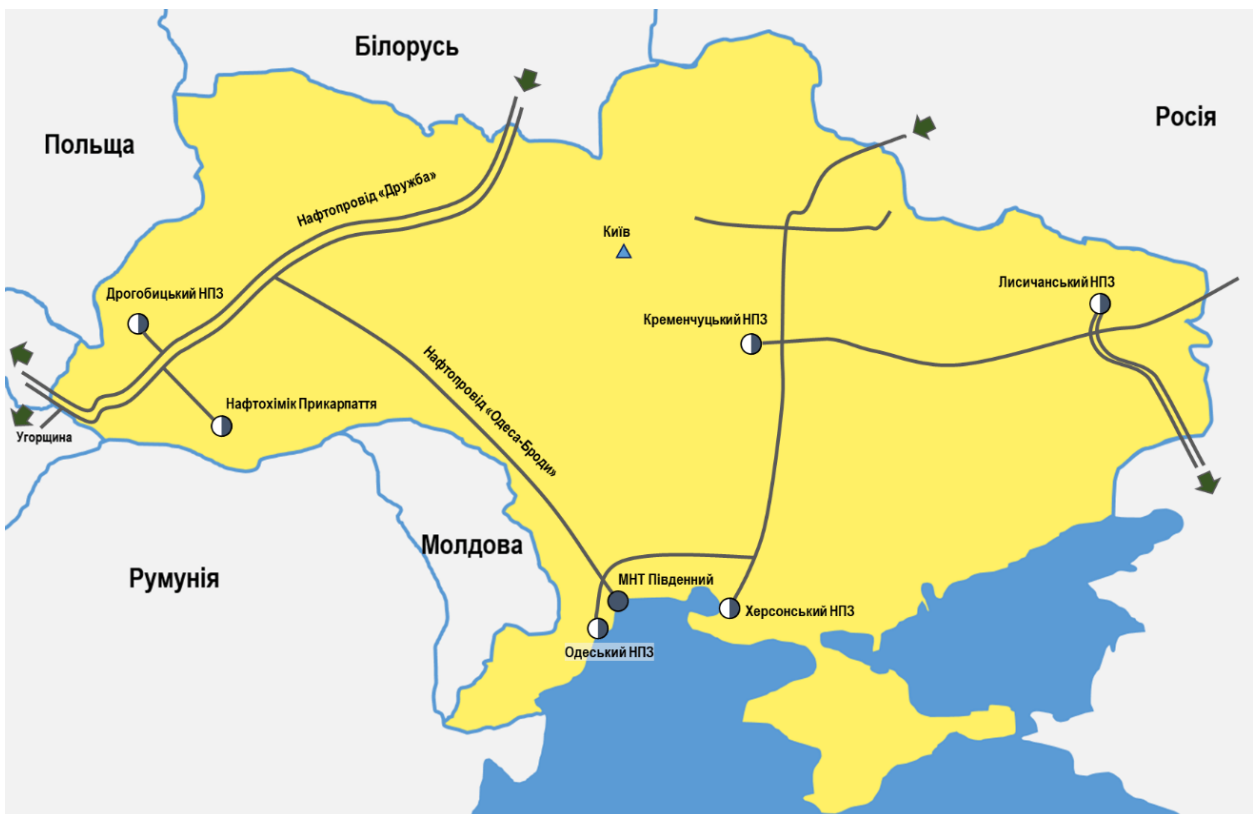 Білорусь
Росія
Польща
Нафтопровід «Дружба»
Київ
Дрогобицький НПЗ
Лисичанський НПЗ
Кременчуцький НПЗ
Нафтопровід «Одеса-Броди»
Нафтохімік Прикарпаття
Угорщина
Молдова
Румунія
МНТ Південний
Херсонський НПЗ
Одеський НПЗ